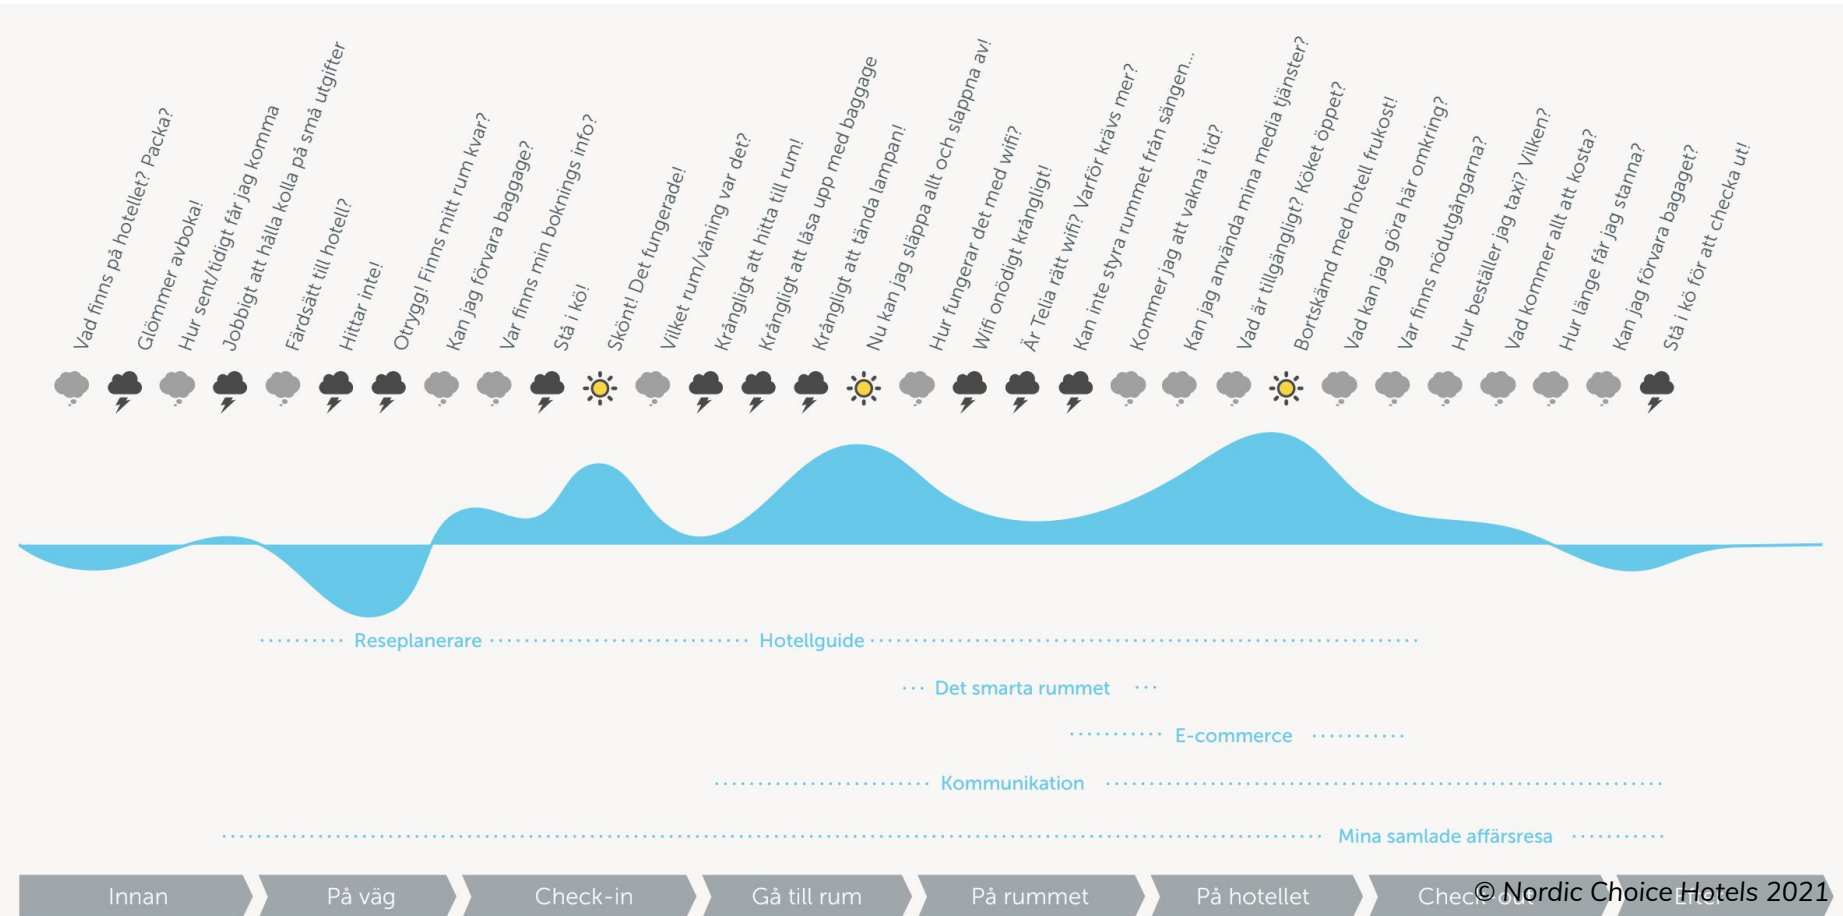 Vad finns på hotellet? Packa?
Glömmer avboka!
Hur sent/tidigt får jag komma
Jobbigt att hålla kolla på små utgifter
Färdsätt till hotell?
Hittar inte!
Otrygg! Finns mitt rum kvar?
Kan jag förvara baggage?
Var finns min boknings info?
Stå i kö!
Skönt! Det fungerade!
Vilket rum/våning var det?
Krångligt att hitta till rum!
Krångligt att låsa upp med baggage
Krångligt att tända lampan!
Nu kan jag släppa allt och slappna av!
Hur fungerar det med wifi?
Wifi onödigt krångligt!
Är Telia rätt wifi? Varför krävs mer?
Kan inte styra rummet från sängen...
Kommer jag att vakna i tid?
Kan jag använda mina media tjänster?
Vad är tillgängligt? Köket öppet?
Bortskämd med hotell frukost!
Vad kan jag göra här omkring?
Var finns nödutgångarna?
Hur beställer jag taxi? Vilken?
Vad kommer allt att kosta?
Hur länge får jag stanna?
Kan jag förvara bagaget?
Stå i kö för att checka ut!
Reseplanerare
Hotellguide
Det smarta rummet
E-commerce
Kommunikation
Mina samlade affärsresa
Innan
På väg
Check-in
Gå till rum
På rummet
På hotellet
Check-out
Efter
© Nordic Choice Hotels 2021